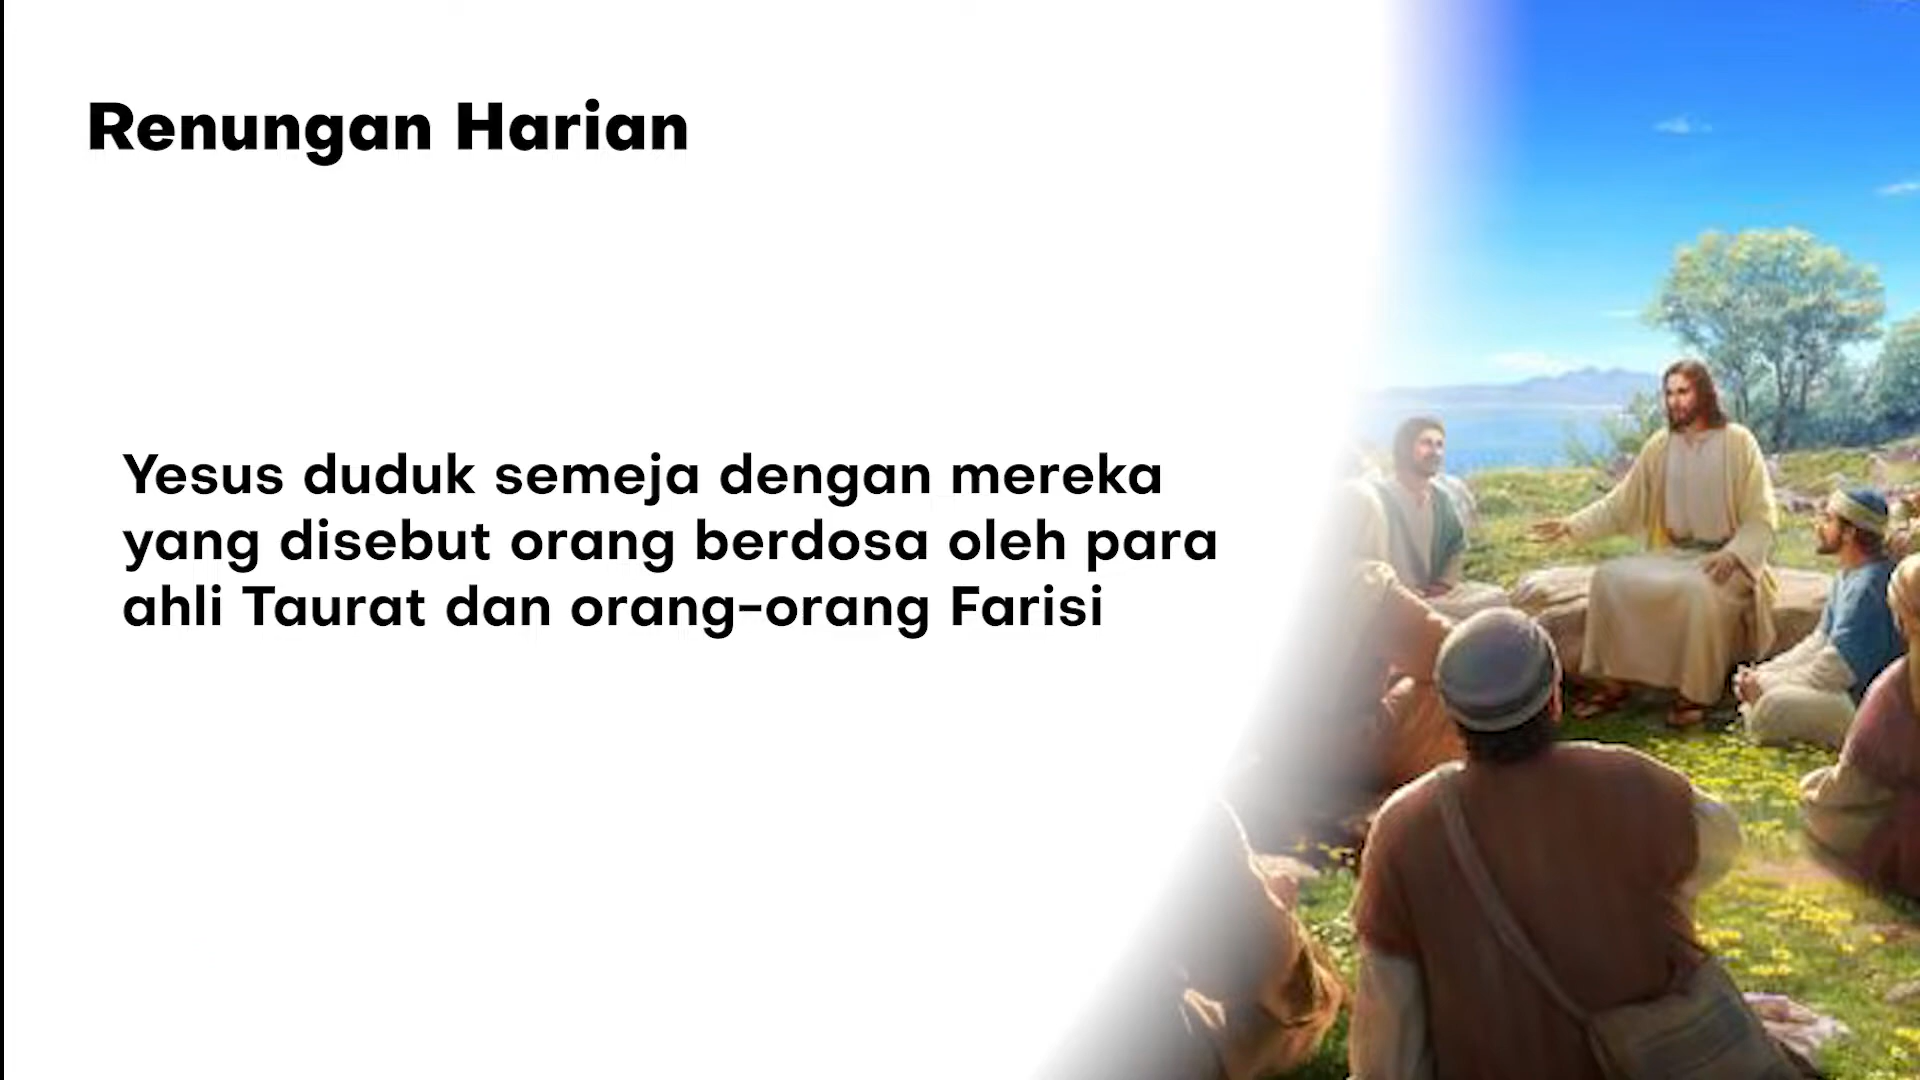 Renungan Harian
Yesus duduk semeja dengan mereka
yang disebut orang berdosa oleh para
ahli Taurat dan orang-orang Farisi